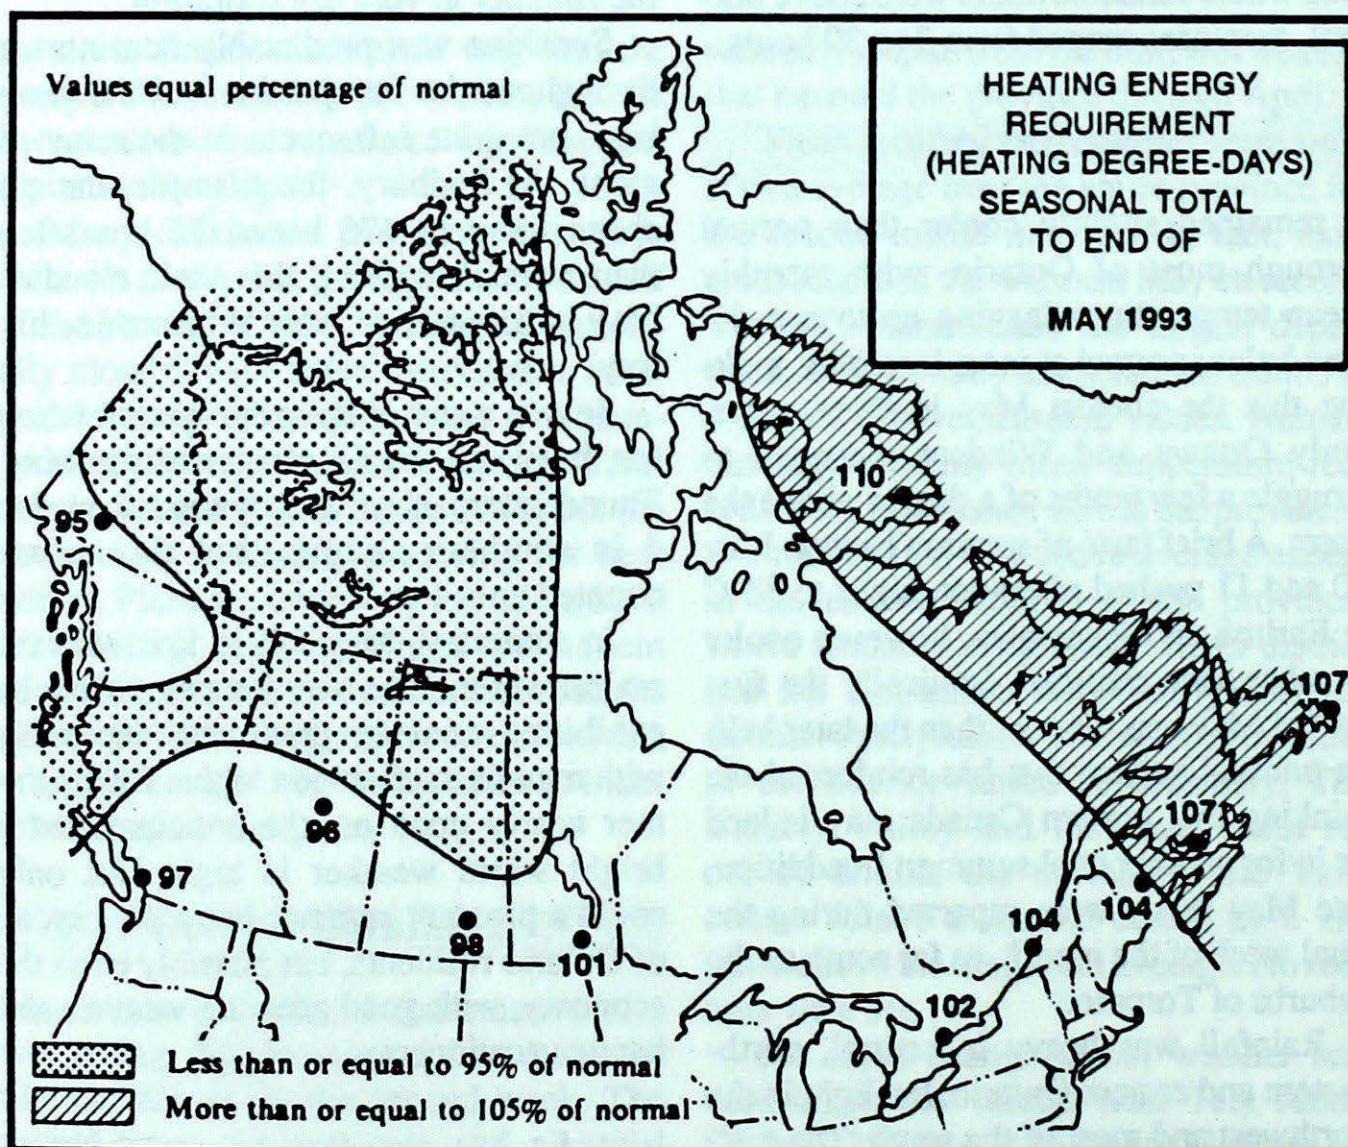 Values equal percentage of normal
HEATING ENERGY
REQUIREMENT
(HEATING DEGREE-DAYS)
SEASONAL TOTAL
TO END OF
MAY 1993
110
95
107
107
96
97
98
101
104
104
102
Less than or equal to 95% of normal
More than or equal to 105% of normal